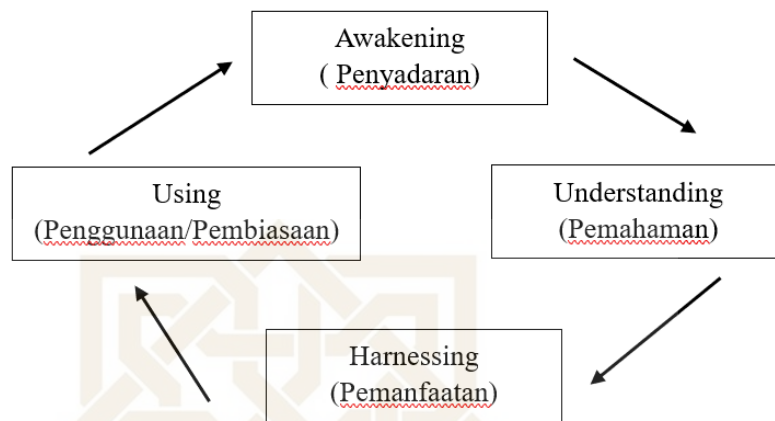 Awakening
( Penyadaran)
Using
(Penggunaan/Pembiasaan)
Understanding
(Pemahaman)
Harnessing
(Pemanfaatan)